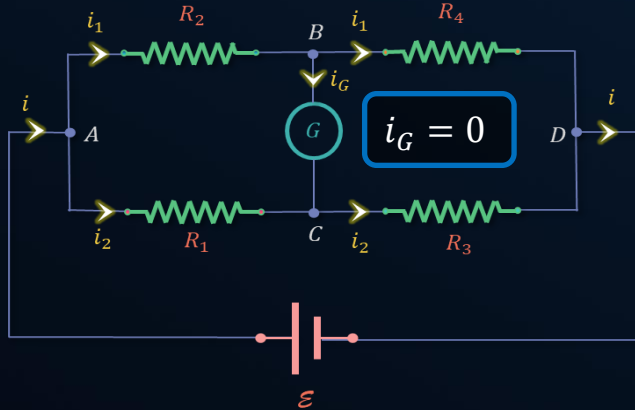 i₁ R₂ B i₁ R₄
i A G i_G i_G = 0 D i
i₂ R₁ C i₂ R₃
ℰ